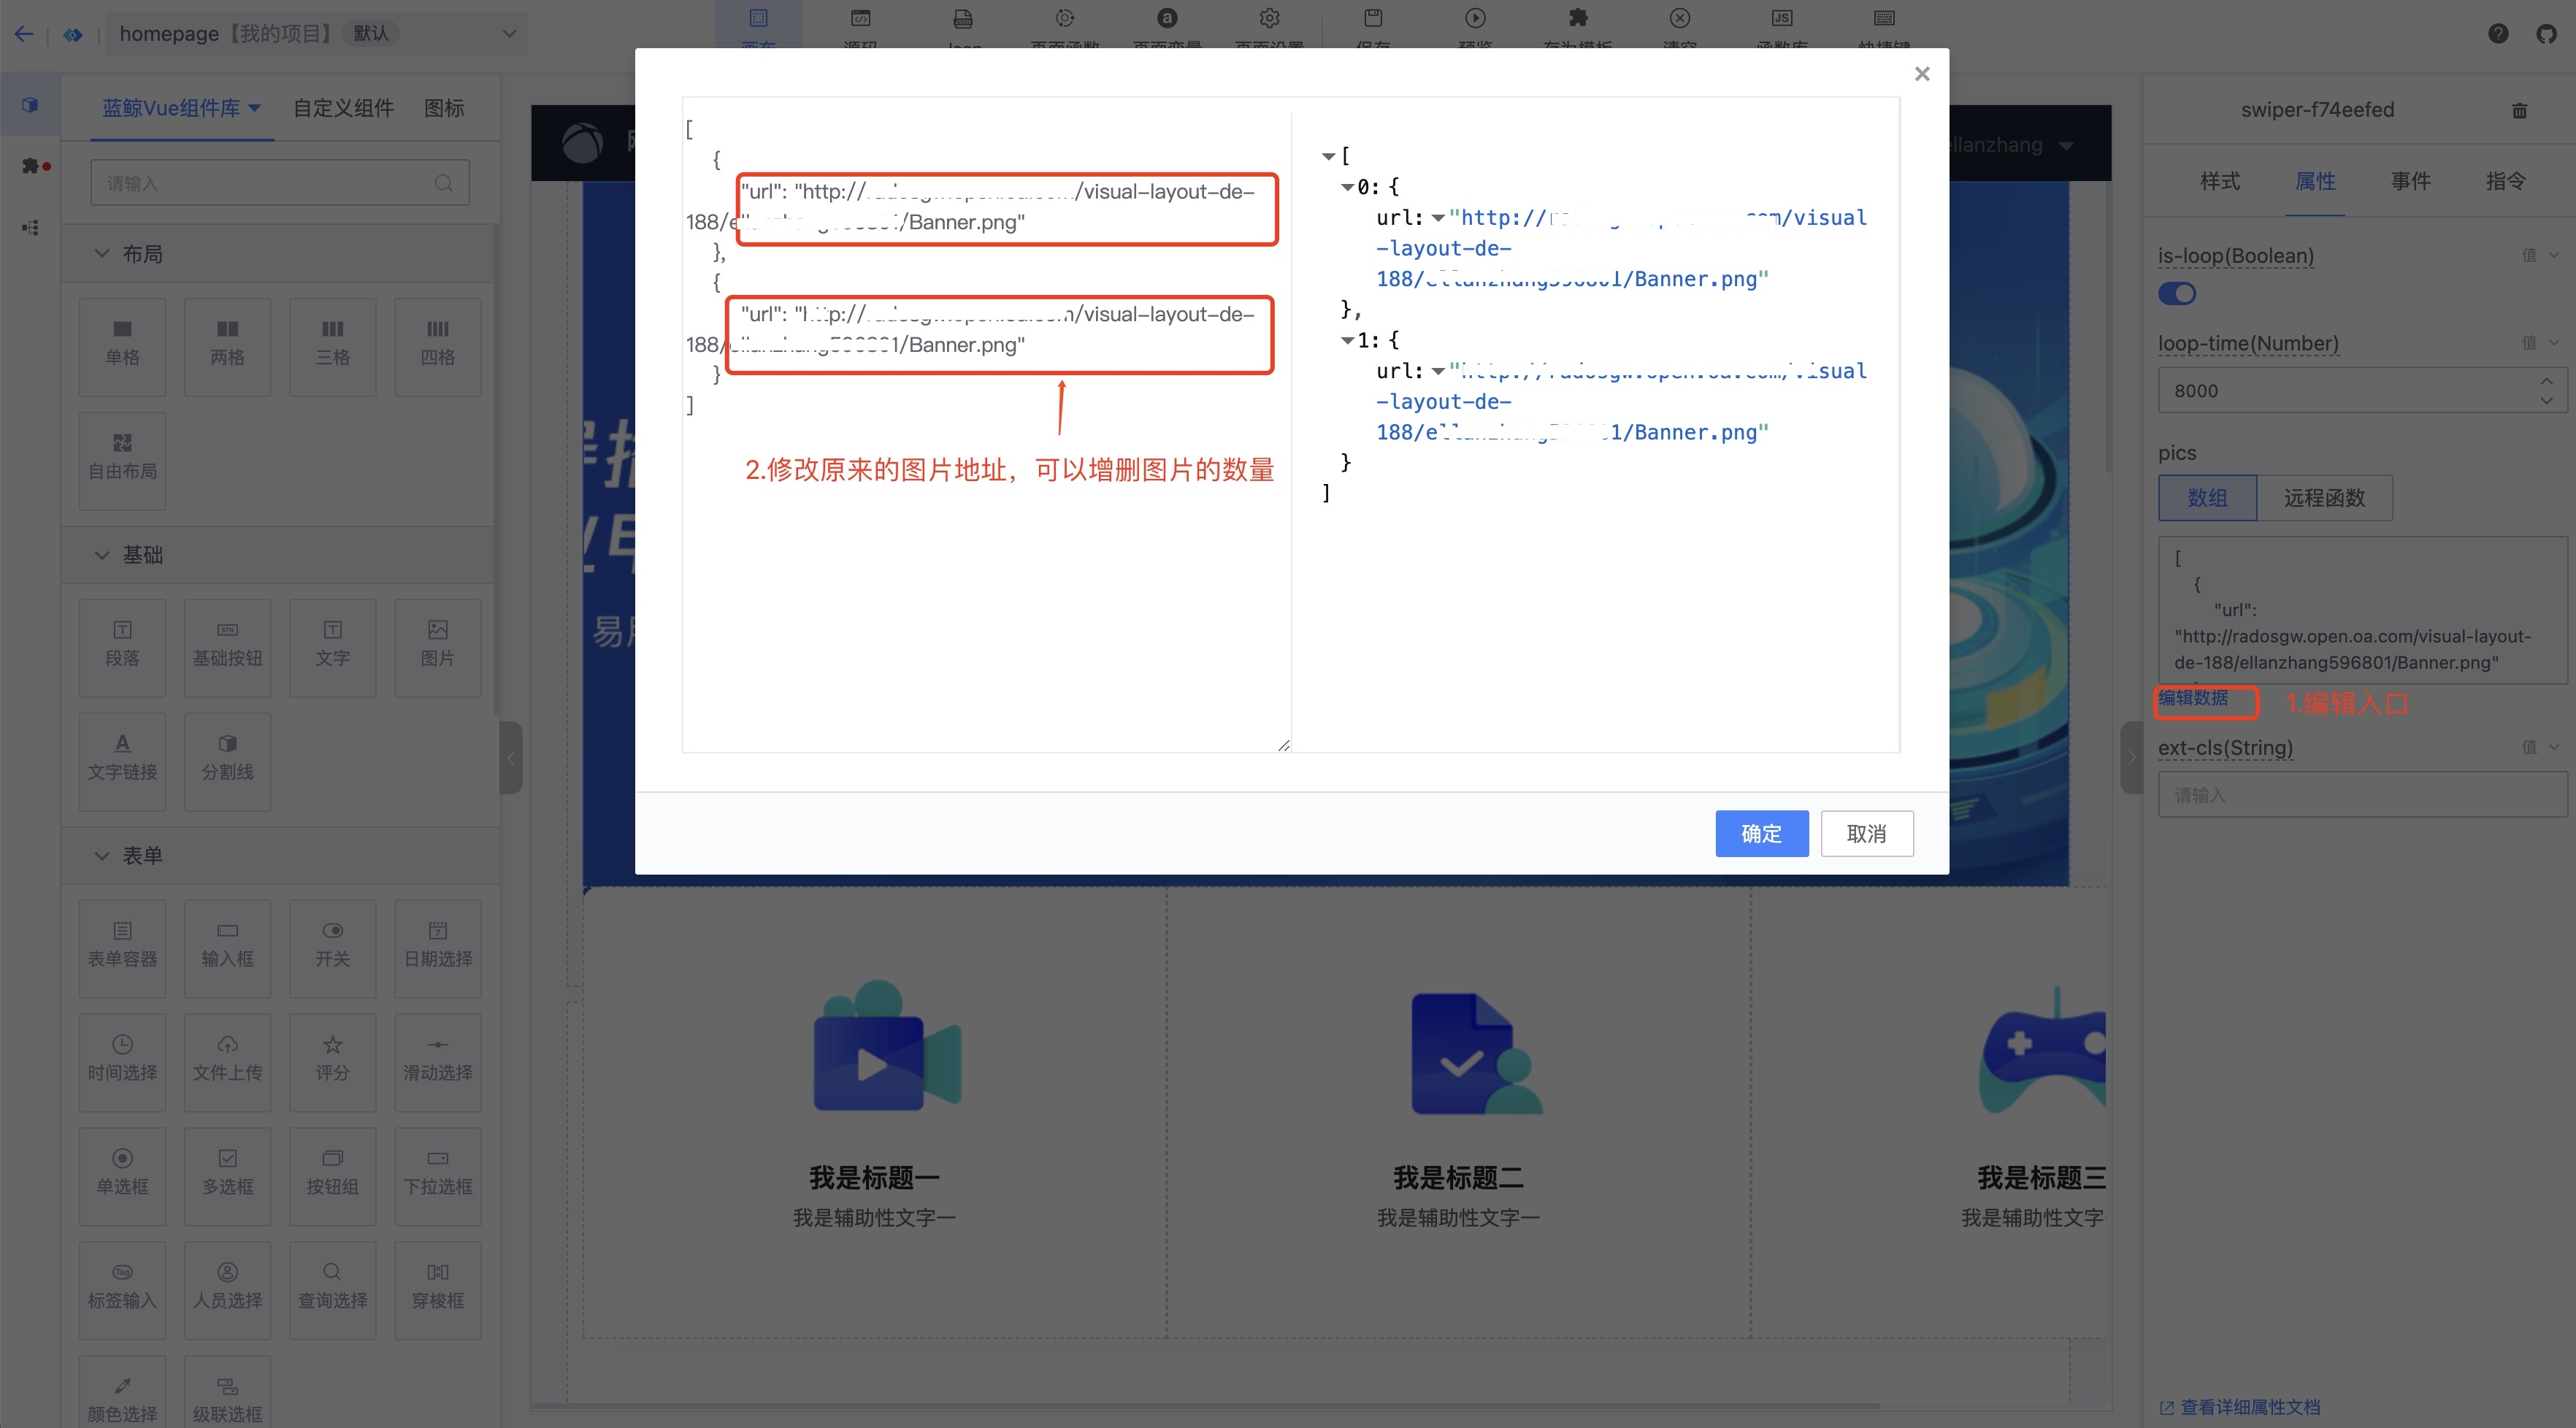 homepage【我的项目】 默认
swiper-f74eefed
蓝鲸Vue组件库 自定义组件 图标
请输入
布局
单格 两格 三格 四格
自由布局
基础
段落 基础按钮 文字 图片
文字链接 分割线
表单
表单容器 输入框 开关 日期选择
时间选择 文件上传 评分 滑动选择
单选框 多选框 按钮组 下拉选框
标签输入 人员选择 查询选择 穿梭框
颜色选择 级联选框
[
{
"url": "http:// /visual-layout-de-
188/ /Banner.png"
},
{
"url": "http:// /visual-layout-de-
188/ 1/Banner.png"
}
]
2.修改原来的图片地址，可以增删图片的数量
[
0: {
url: "http:// com/visual
-layout-de-
188/ellanzhang596801/Banner.png"
},
1: {
url: "http://radosgw.open.oa.com/visual
-layout-de-
188/ 1/Banner.png"
}
]
确定 取消
ellanzhang
易用
我是标题一
我是辅助性文字一
我是标题二
我是辅助性文字一
我是标题三
我是辅助性文字
样式 属性 事件 指令
is-loop(Boolean) 值
loop-time(Number) 值
8000
pics
数组 远程函数
[
{
"url":
"http://radosgw.open.oa.com/visual-layout-
de-188/ellanzhang596801/Banner.png"
编辑数据 1.编辑入口
ext-cls(String) 值
请输入
查看详细属性文档